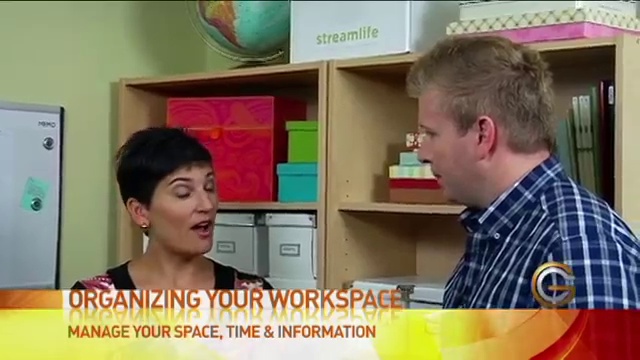 streamlife
MEMO
ORGANIZING YOUR WORKSPACE
MANAGE YOUR SPACE, TIME & INFORMATION
G